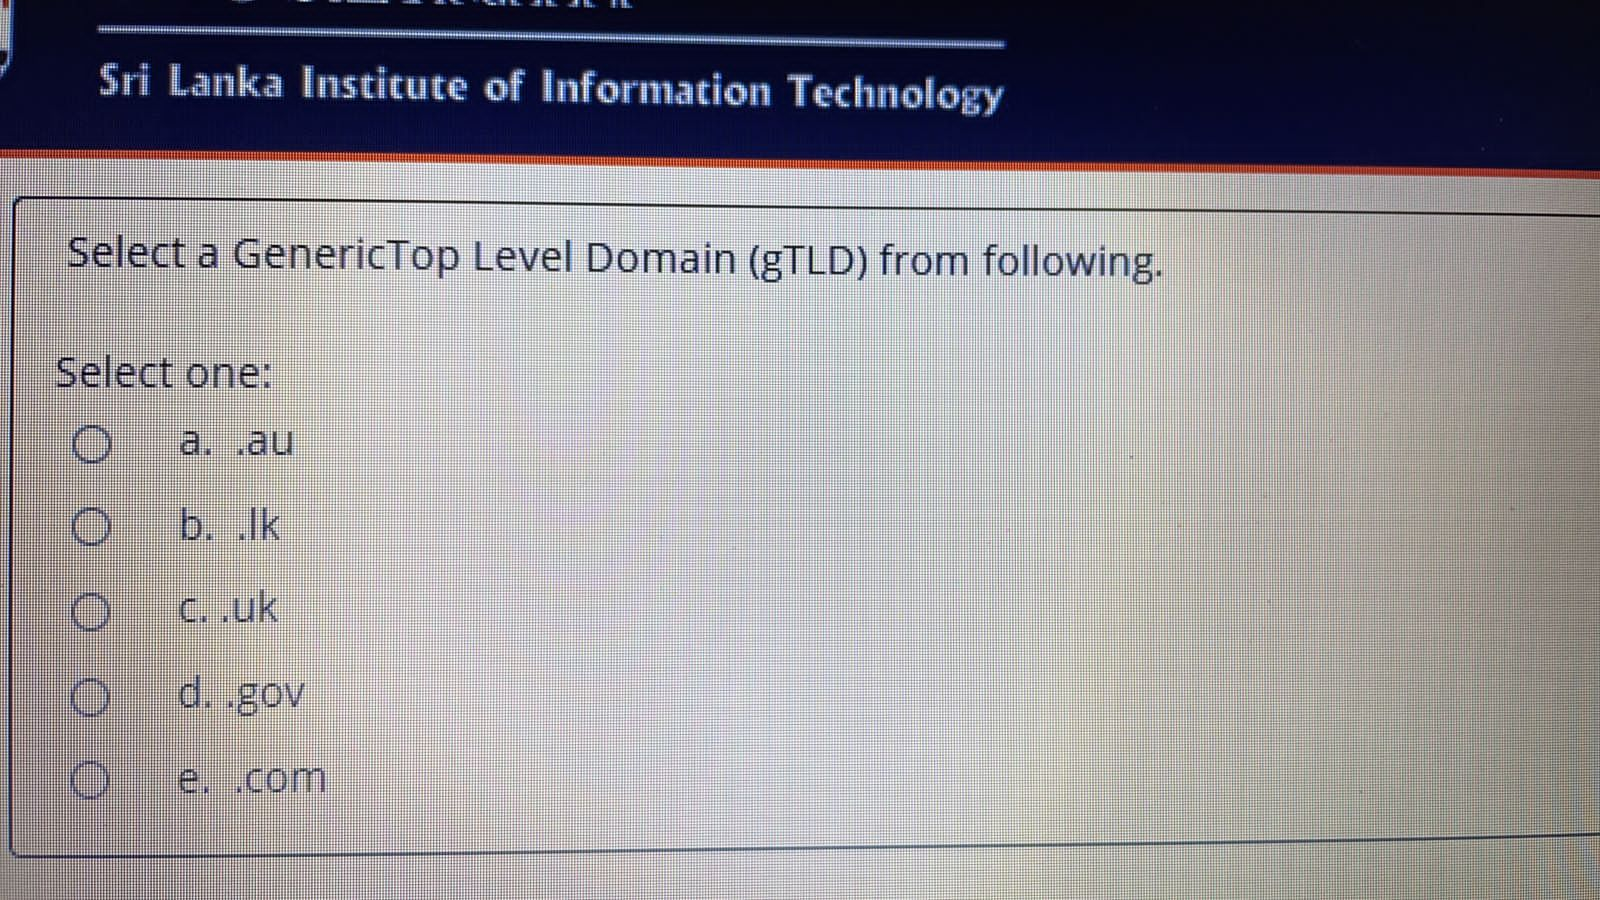 Sri Lanka Institute of Information Technology
Select a GenericTop Level Domain (gTLD) from following.
Select one:
a. .au
b. .lk
c. .uk
d. .gov
e. .com